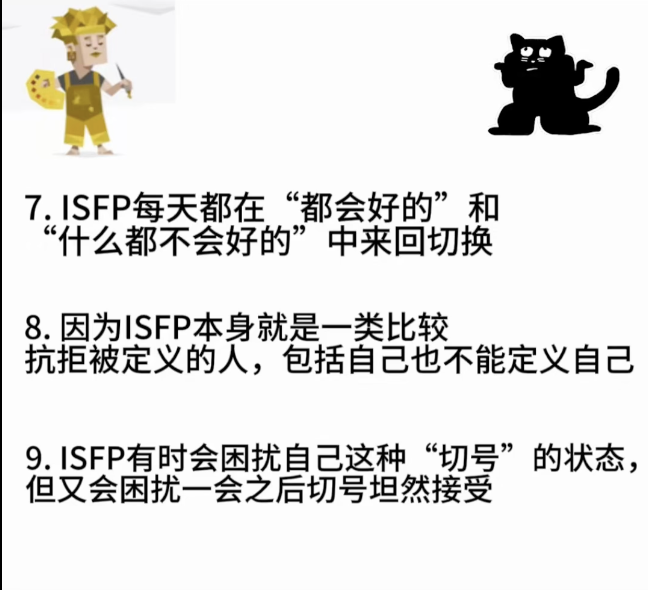 7. ISFP每天都在“都会好的”和
“什么都不会好的”中来回切换
8. 因为ISFP本身就是一类比较
抗拒被定义的人，包括自己也不能定义自己
9. ISFP有时会困扰自己这种“切号”的状态，
但又会困扰一会之后切号坦然接受